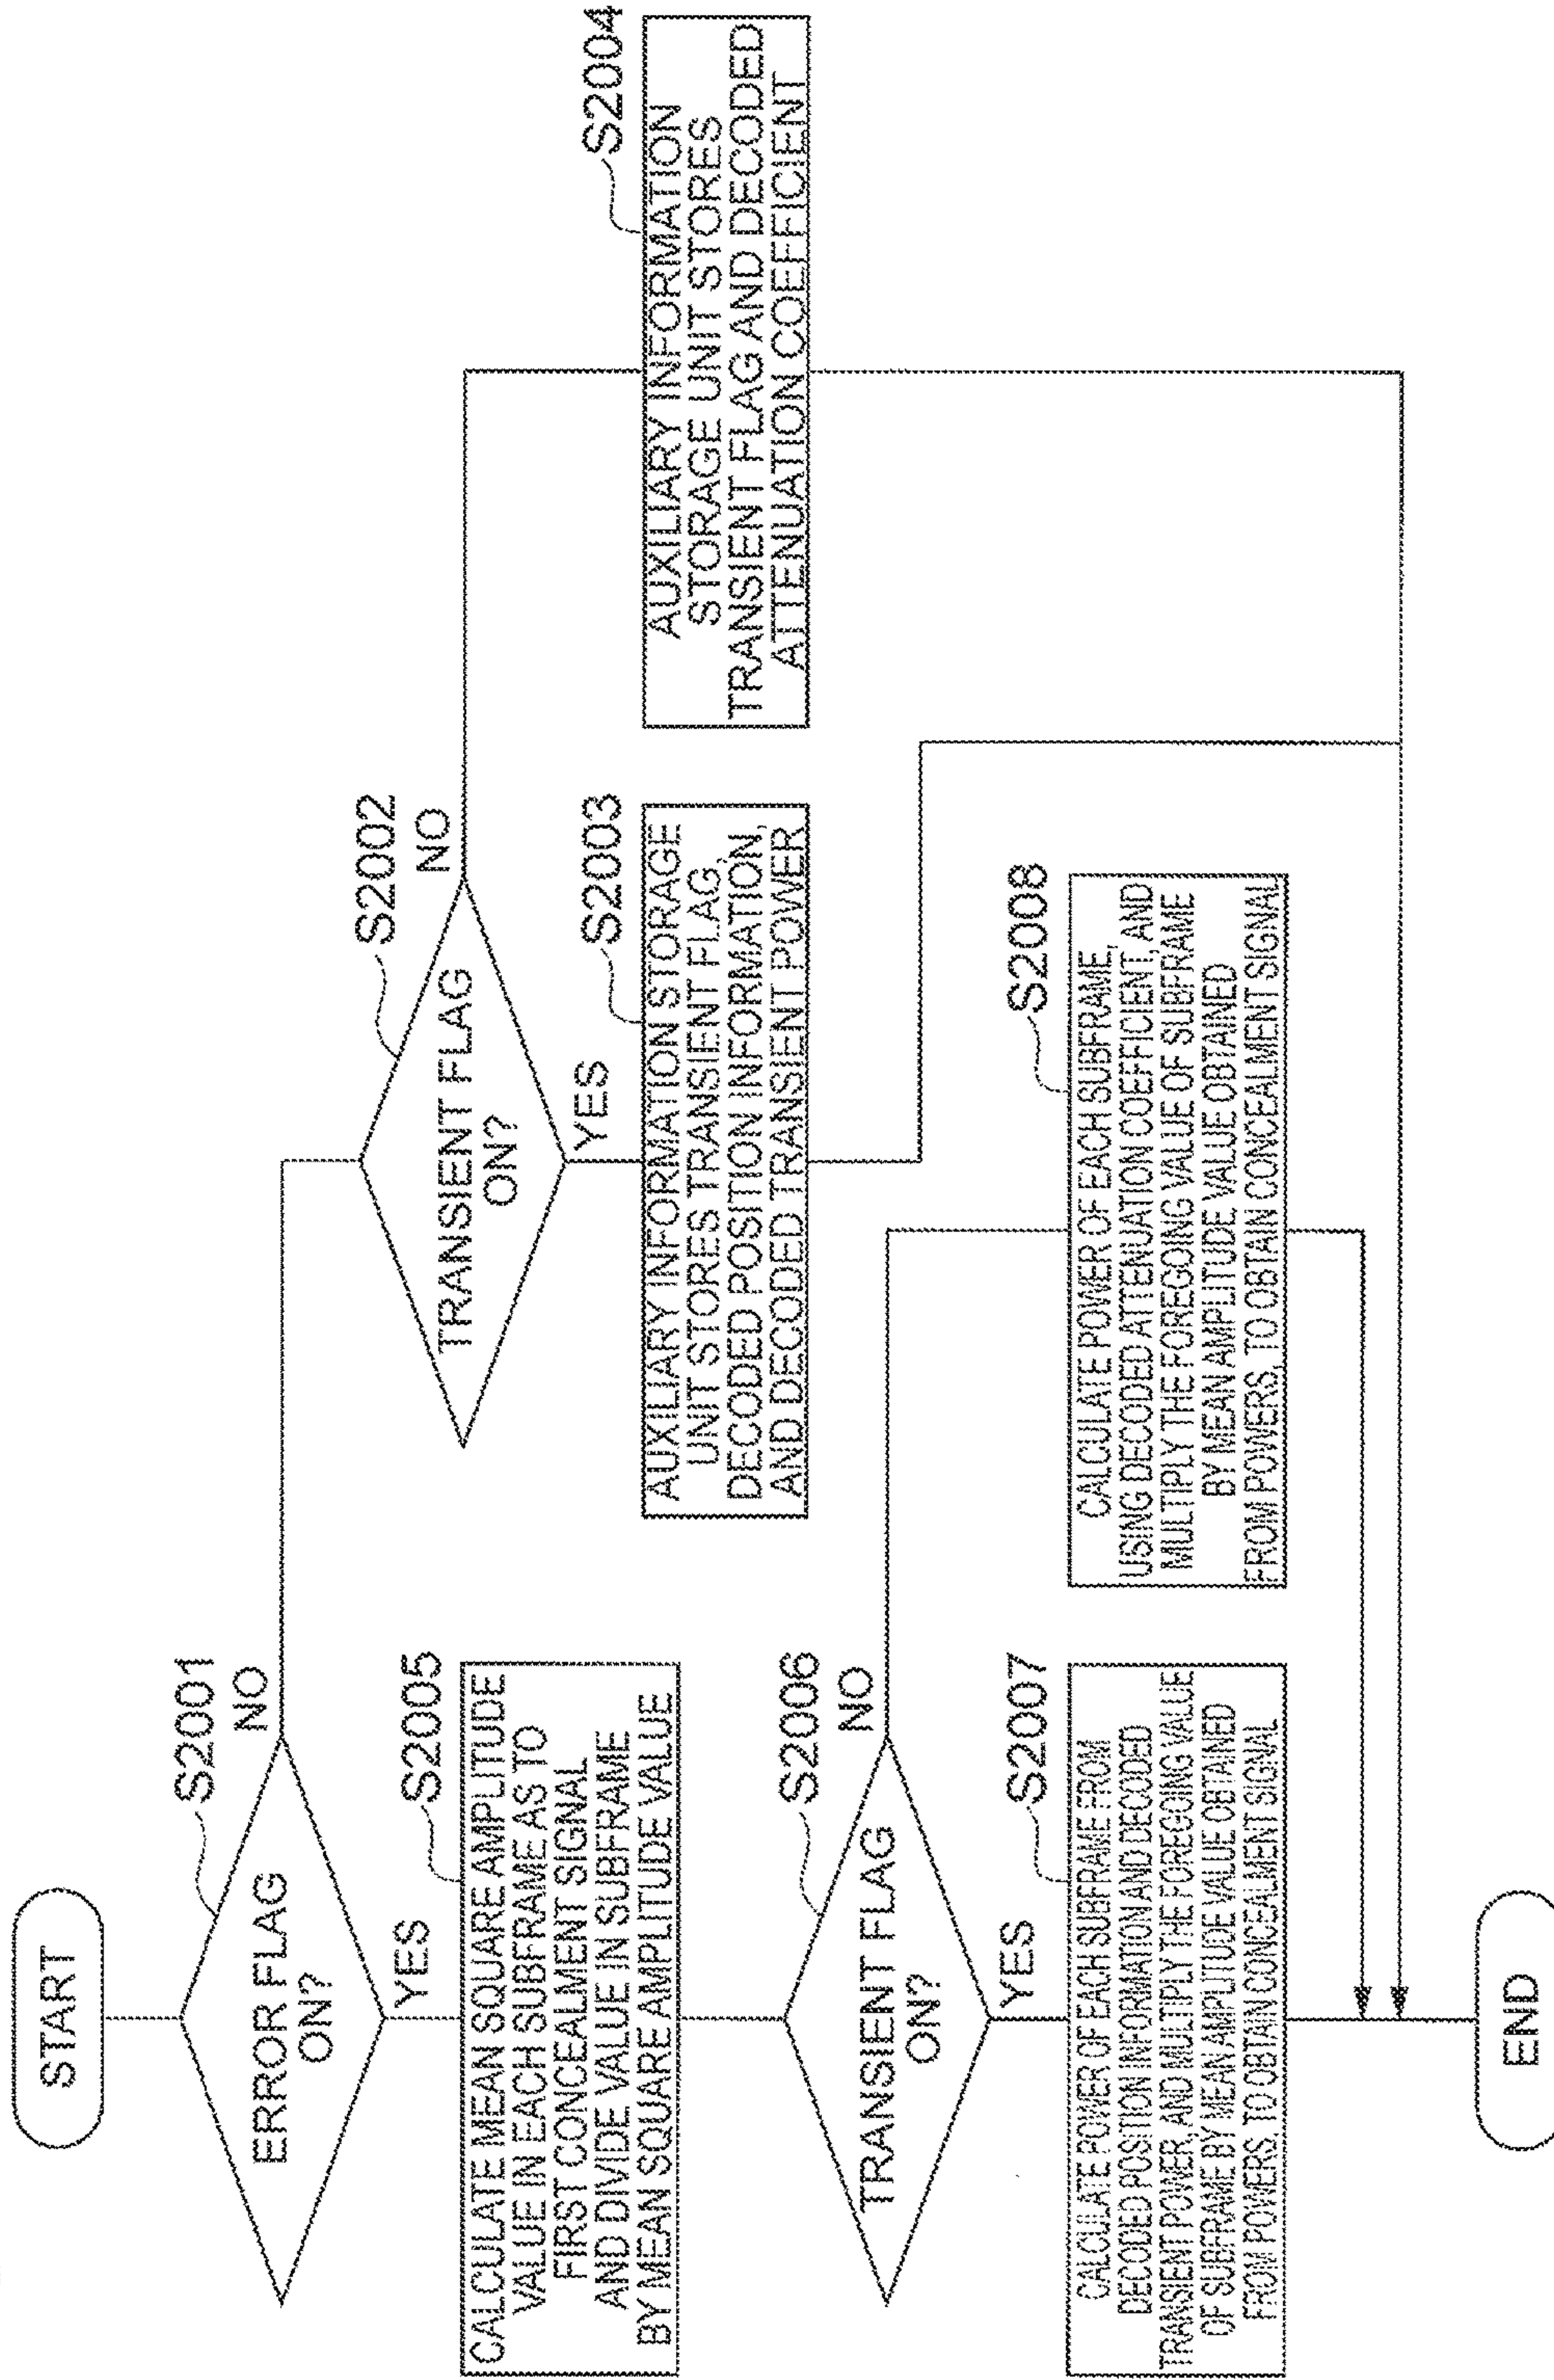 START
S2001
ERROR FLAG
ON?
NO
YES
S2002
TRANSIENT FLAG
ON?
NO
YES
S2003
AUXILIARY INFORMATION STORAGE
UNIT STORES TRANSIENT FLAG,
DECODED POSITION INFORMATION,
AND DECODED TRANSIENT POWER
S2004
AUXILIARY INFORMATION
STORAGE UNIT STORES
TRANSIENT FLAG AND DECODED
ATTENUATION COEFFICIENT
S2005
CALCULATE MEAN SQUARE AMPLITUDE
VALUE IN EACH SUBFRAME AS TO
FIRST CONCEALMENT SIGNAL
AND DIVIDE VALUE IN SUBFRAME
BY MEAN SQUARE AMPLITUDE VALUE
S2006
TRANSIENT FLAG
ON?
NO
YES
S2007
CALCULATE POWER OF EACH SUBFRAME FROM
DECODED POSITION INFORMATION AND DECODED
TRANSIENT POWER, AND MULTIPLY THE FOREGOING VALUE
OF SUBFRAME BY MEAN AMPLITUDE VALUE OBTAINED
FROM POWERS, TO OBTAIN CONCEALMENT SIGNAL
S2008
CALCULATE POWER OF EACH SUBFRAME,
USING DECODED ATTENUATION COEFFICIENT, AND
MULTIPLY THE FOREGOING VALUE OF SUBFRAME
BY MEAN AMPLITUDE VALUE OBTAINED
FROM POWERS, TO OBTAIN CONCEALMENT SIGNAL
END